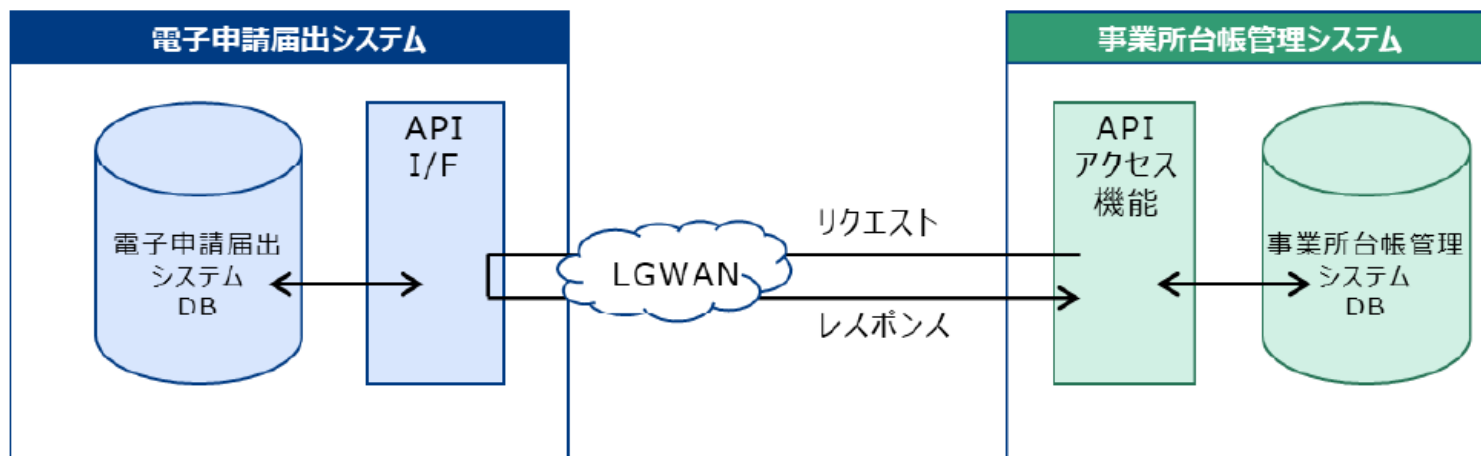 電子申請届出システム
事業所台帳管理システム
API
I/F
API
アクセス
機能
電子申請届出
システム
DB
リクエスト
LGWAN
レスポンス
事業所台帳管理
システム
DB